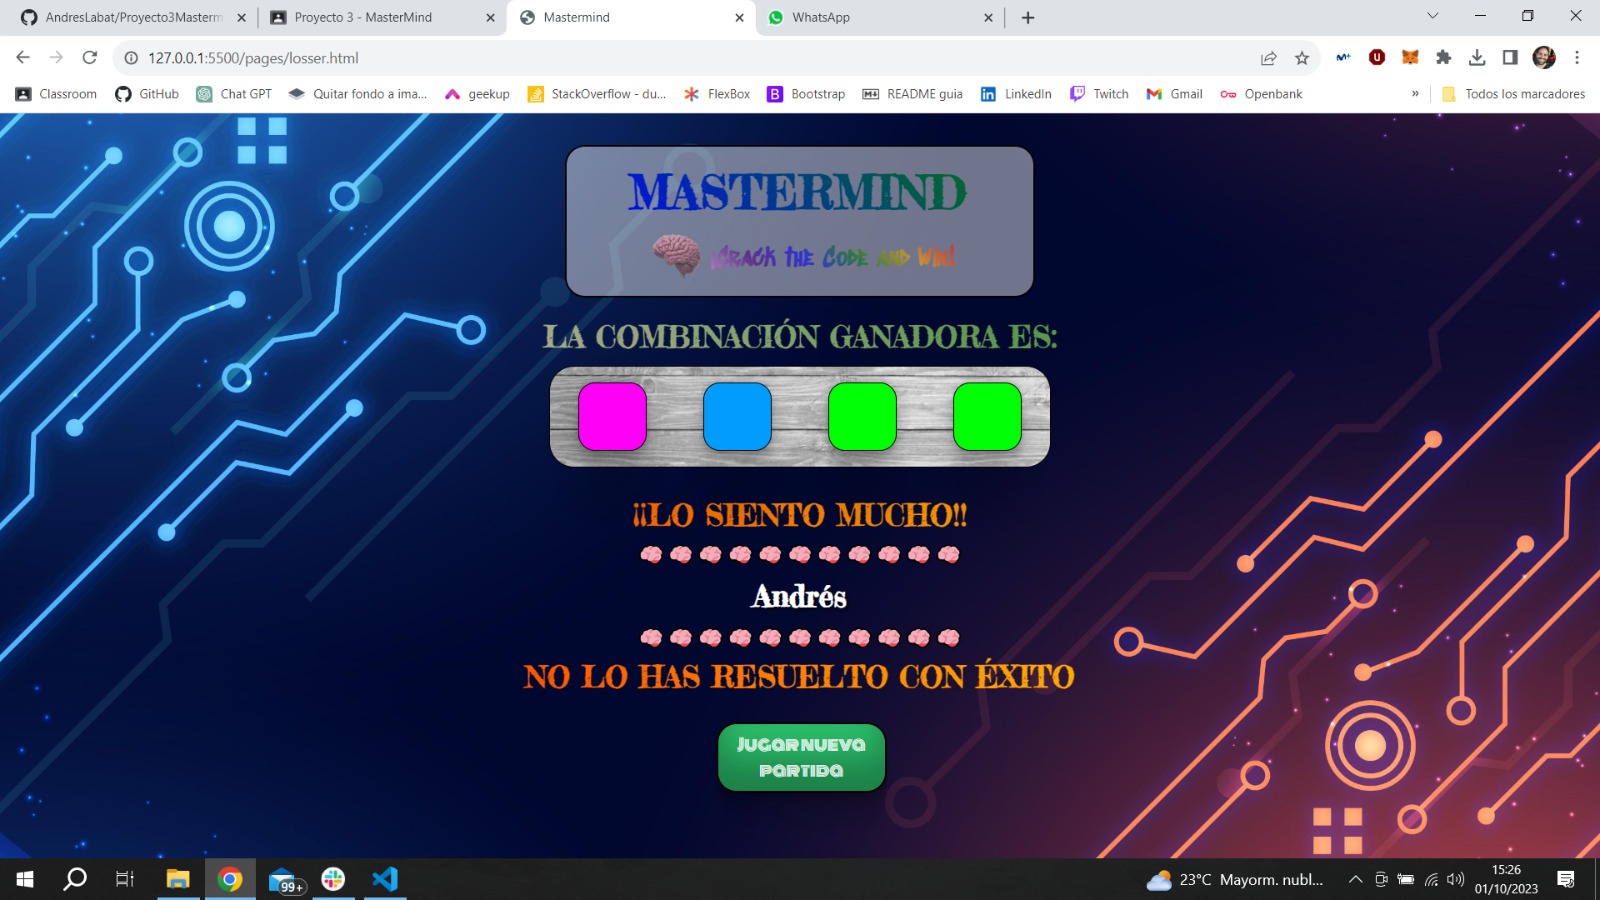 AndresLabat/Proyecto3Masterm
Proyecto 3 - MasterMind
Mastermind
WhatsApp
127.0.0.1:5500/pages/losser.html
Classroom
GitHub
Chat GPT
Quitar fondo a ima...
geekup
StackOverflow - du...
FlexBox
Bootstrap
README guia
LinkedIn
Twitch
Gmail
Openbank
»
Todos los marcadores
MASTERMIND
¡Crack the Code and Win!
LA COMBINACIÓN GANADORA ES:
¡¡LO SIENTO MUCHO!!
Andrés
NO LO HAS RESUELTO CON ÉXITO
Jugar nueva
partida
99+
23°C Mayorm. nubl...
15:26
01/10/2023